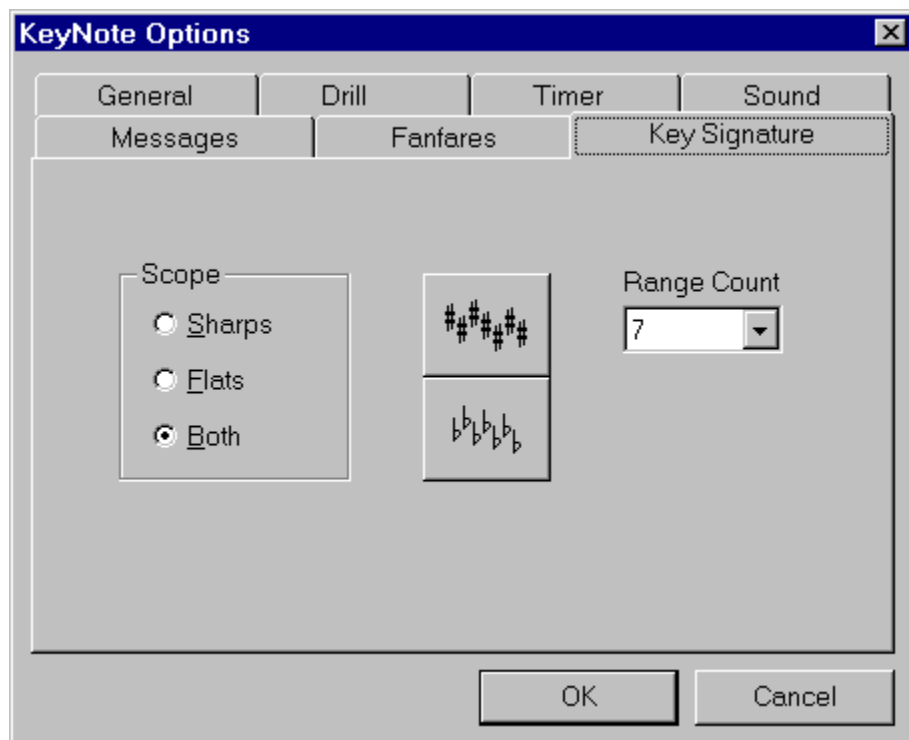 KeyNote Options
General Drill Timer Sound
Messages Fanfares Key Signature
Scope
Sharps
Flats
Both
Range Count
7
OK Cancel